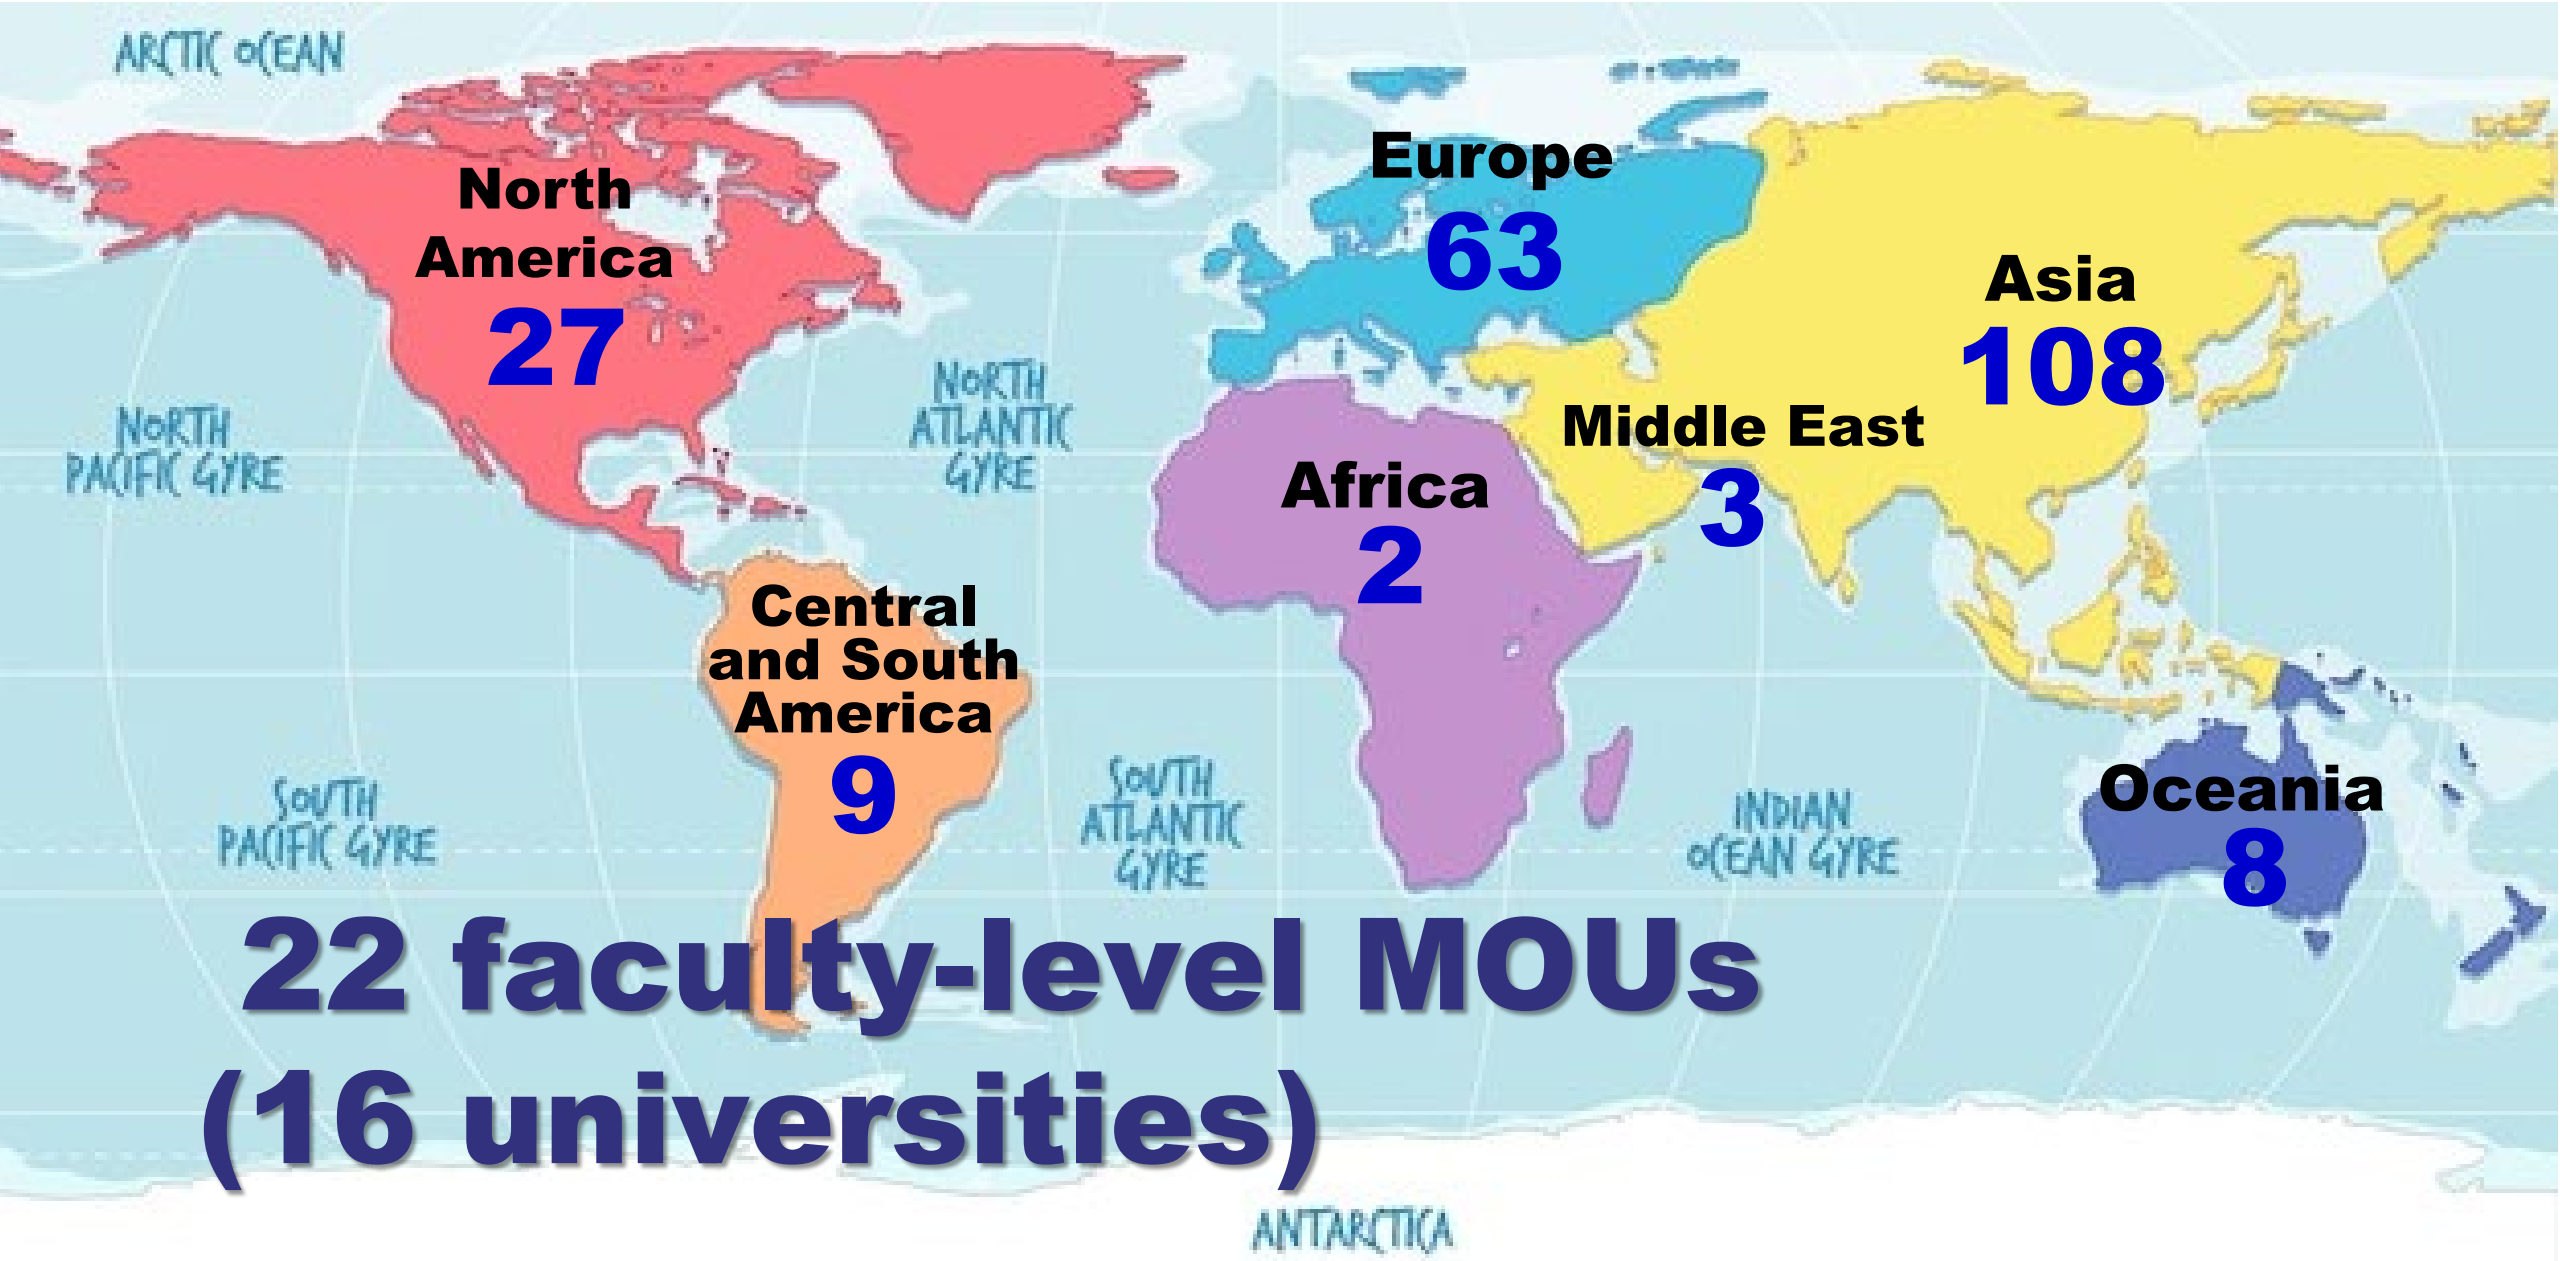 ARCTIC OCEAN
North
America
27
Europe
63
Asia
108
Middle East
3
Africa
2
NORTH
ATLANTIC
GYRE
NORTH
PACIFIC GYRE
Central
and South
America
9
SOUTH
PACIFIC GYRE
SOUTH
ATLANTIC
GYRE
INDIAN
OCEAN GYRE
Oceania
8
22 faculty-level MOUs
(16 universities)
ANTARCTICA